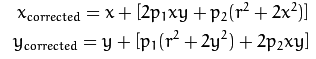 x_corrected = x + [2p₁xy + p₂(r² + 2x²)]
y_corrected = y + [p₁(r² + 2y²) + 2p₂xy]